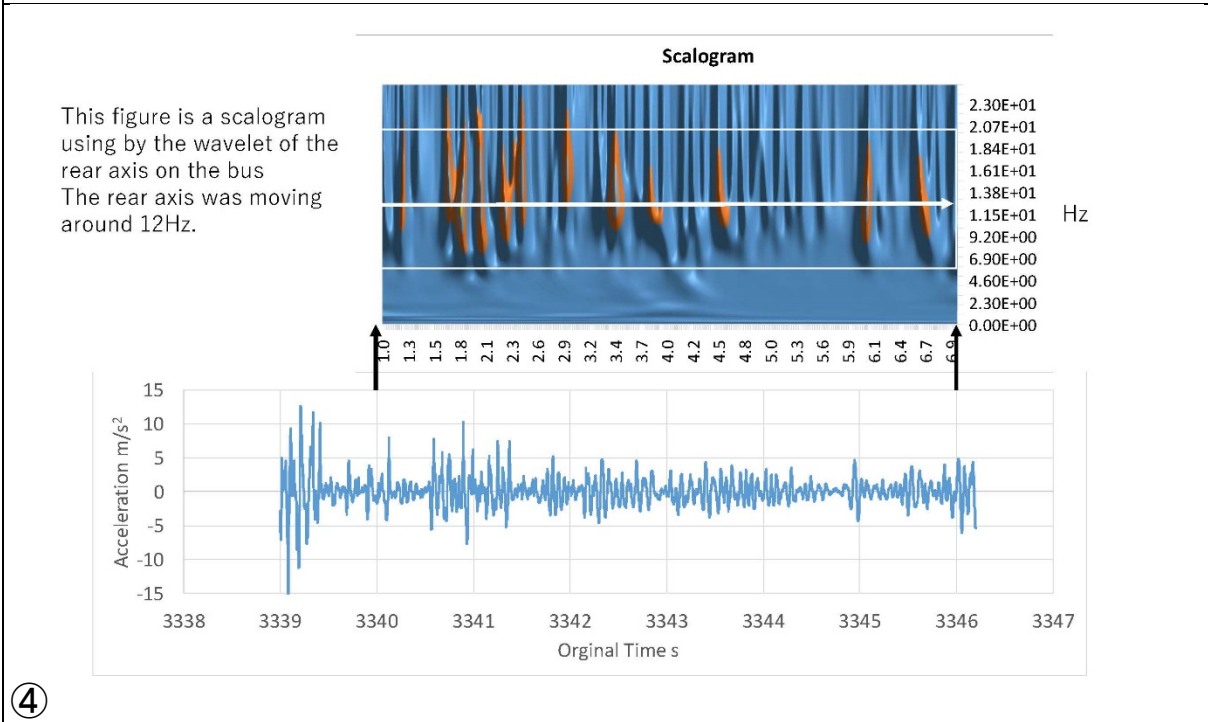 Scalogram
This figure is a scalogram
using by the wavelet of the
rear axis on the bus
The rear axis was moving
around 12Hz.
2.30E+01
2.07E+01
1.84E+01
1.61E+01
1.38E+01
1.15E+01
9.20E+00
6.90E+00
4.60E+00
2.30E+00
0.00E+00
Hz
1.0 1.3 1.5 1.8 2.1 2.3 2.6 2.9 3.2 3.4 3.7 4.0 4.2 4.5 4.8 5.0 5.3 5.6 5.9 6.1 6.4 6.7 6.9
Acceleration m/s²
15
10
5
0
-5
-10
-15
3338 3339 3340 3341 3342 3343 3344 3345 3346 3347
Orginal Time s
④